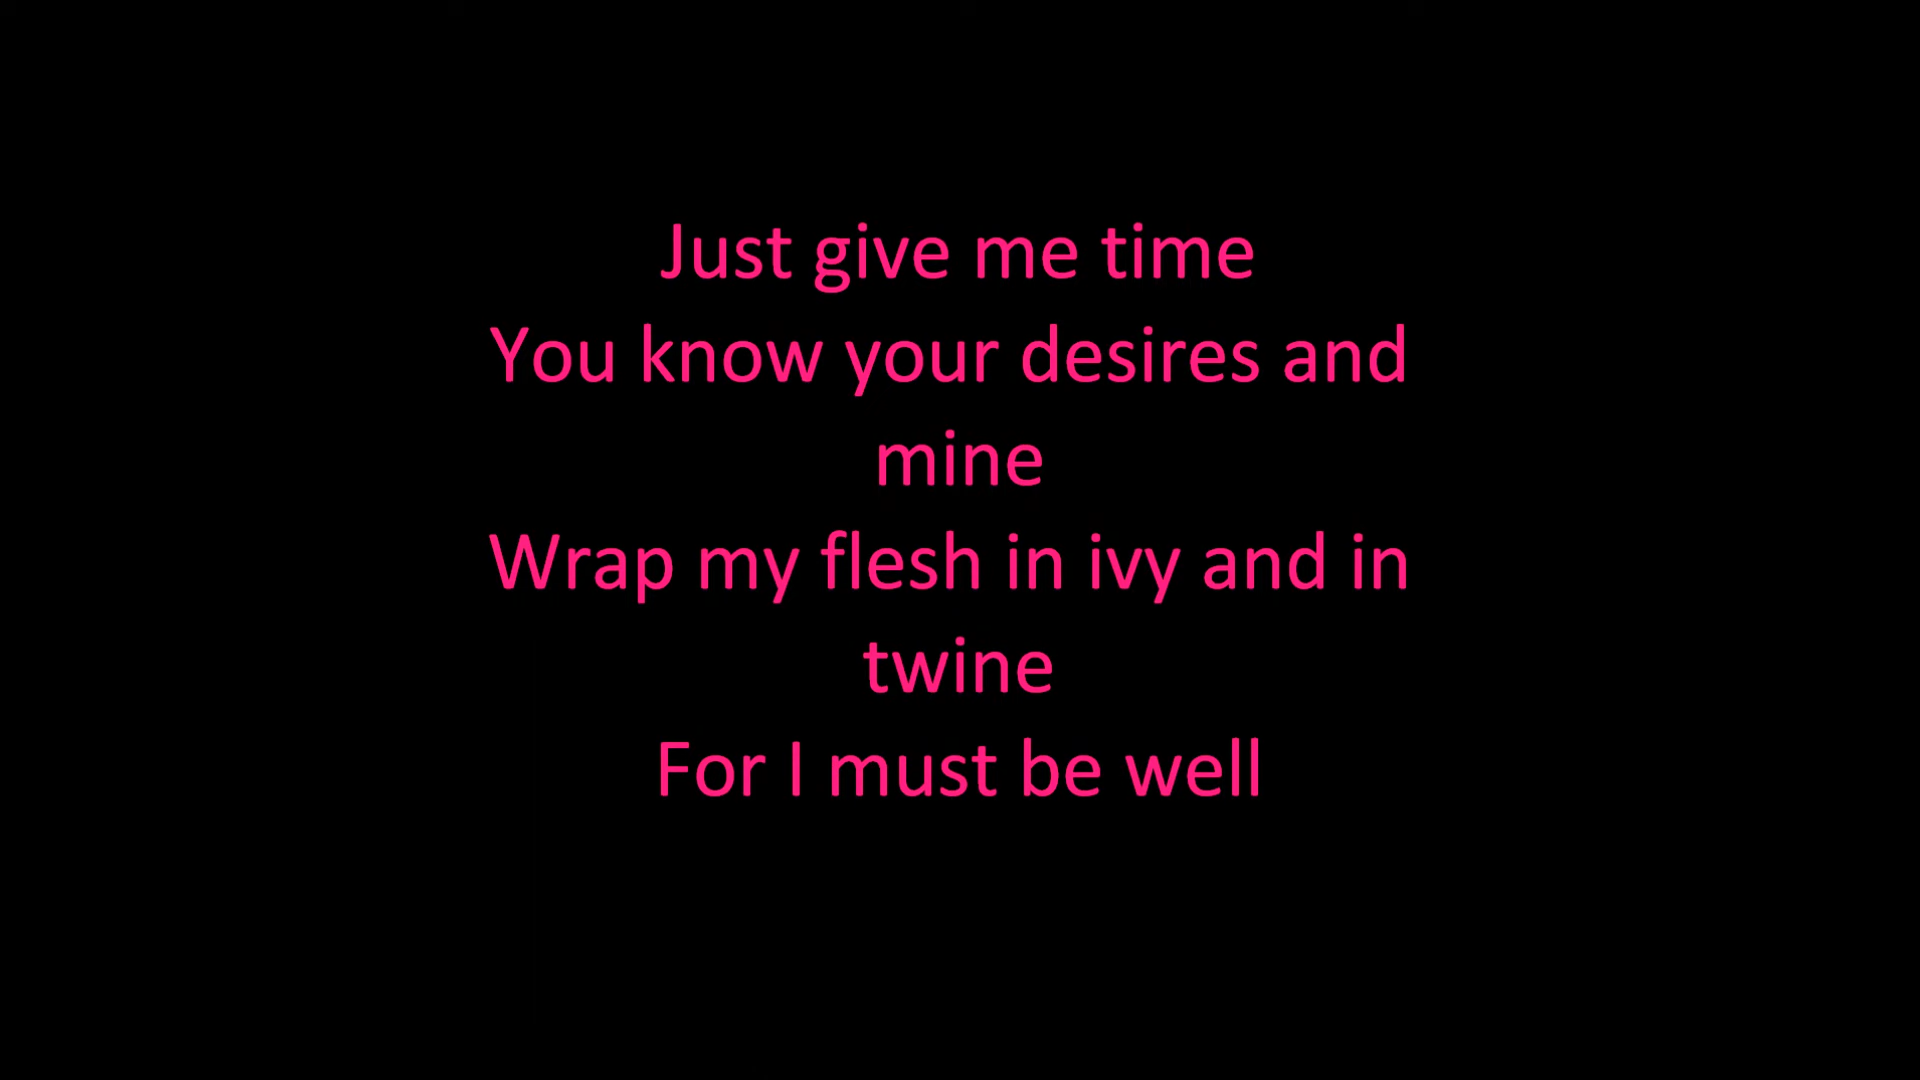 Just give me time
You know your desires and
mine
Wrap my flesh in ivy and in
twine
For I must be well